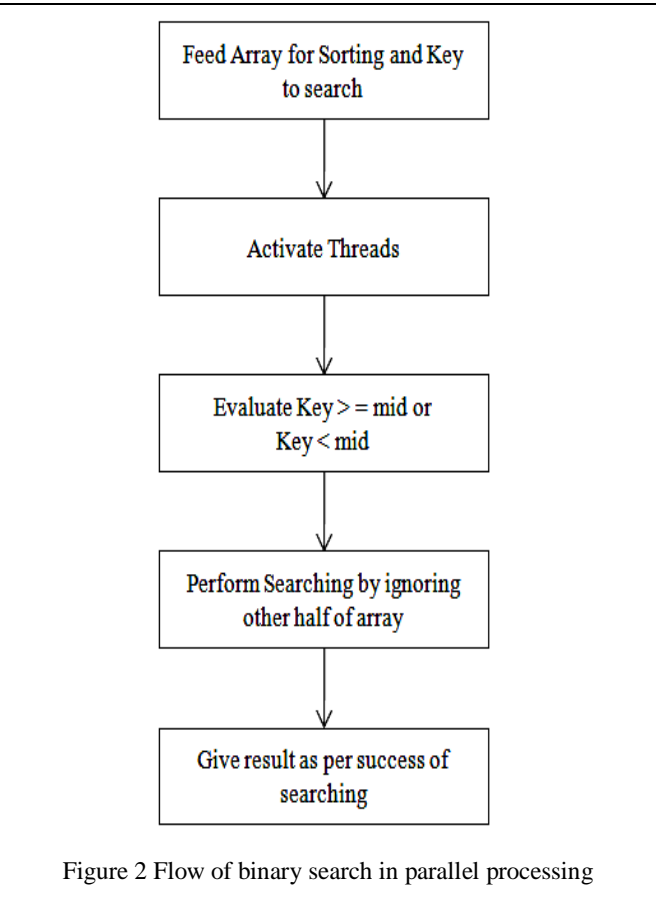 Feed Array for Sorting and Key
to search
Activate Threads
Evaluate Key > = mid or
Key < mid
Perform Searching by ignoring
other half of array
Give result as per success of
searching
Figure 2 Flow of binary search in parallel processing